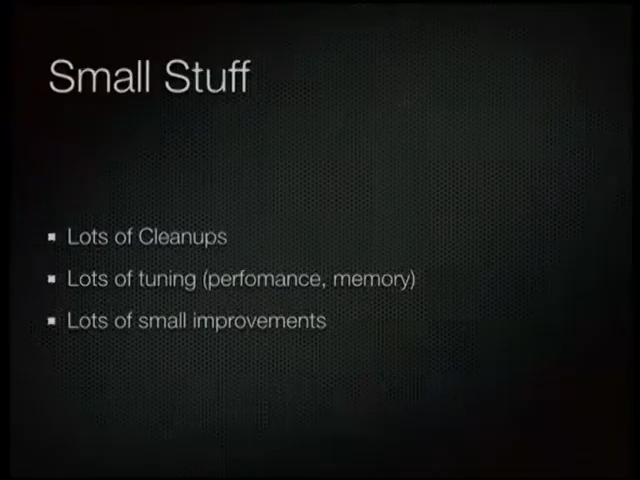 Small Stuff
Lots of Cleanups
Lots of tuning (perfomance, memory)
Lots of small improvements